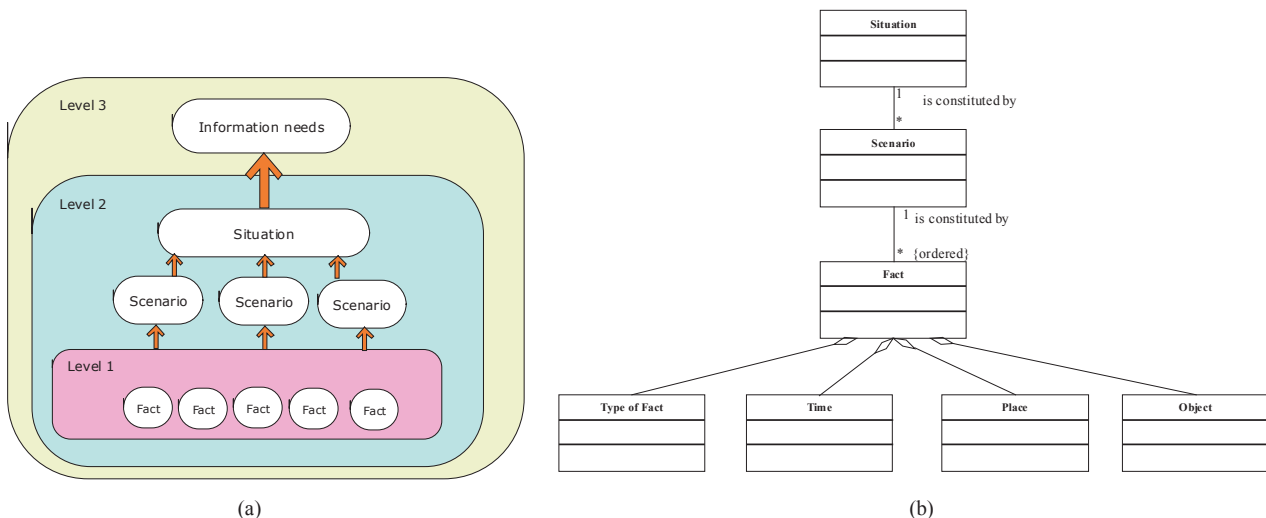 Level 3
Information needs
Level 2
Situation
Scenario
Scenario
Scenario
Level 1
Fact
Fact
Fact
Fact
Fact
(a)
Situation
1
is constituted by
*
Scenario
1 is constituted by
* {ordered}
Fact
Type of Fact
Time
Place
Object
(b)